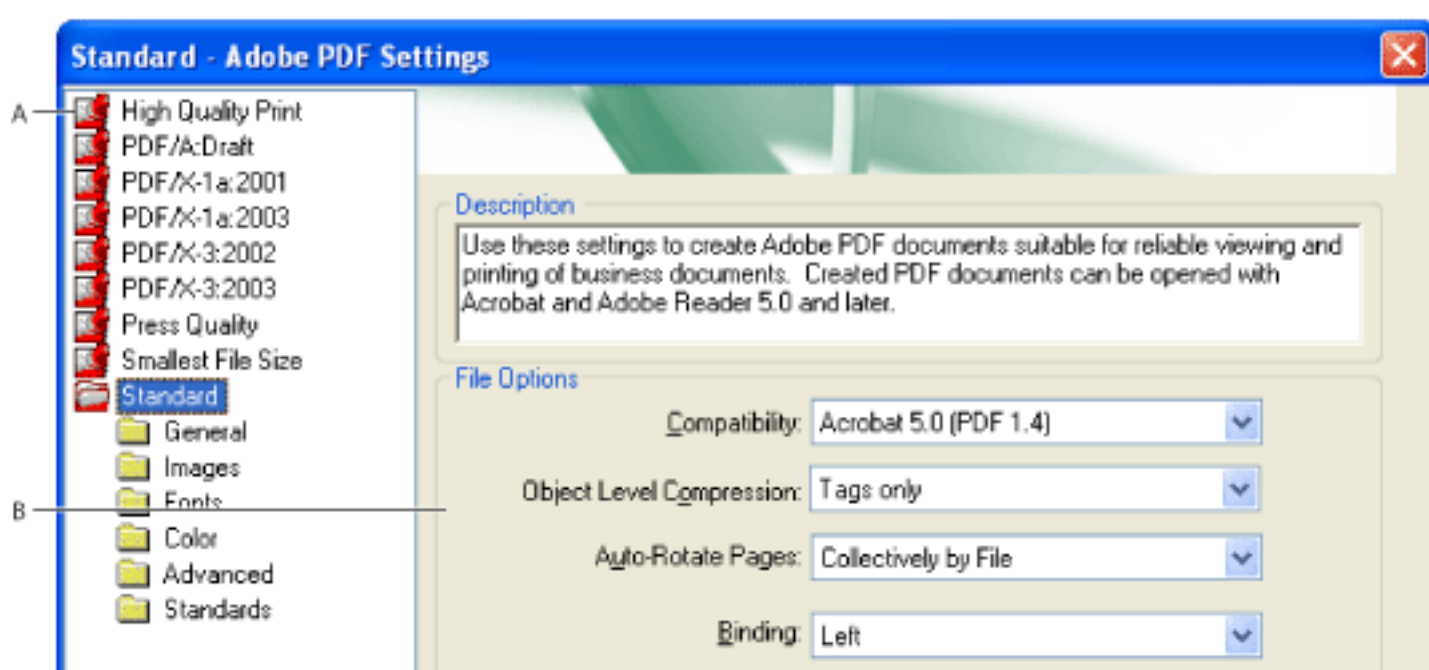 Standard - Adobe PDF Settings
A
High Quality Print
PDF/A:Draft
PDF/X-1a:2001
PDF/X-1a:2003
PDF/X-3:2002
PDF/X-3:2003
Press Quality
Smallest File Size
Standard
General
Images
Fonts
B
Color
Advanced
Standards
Description
Use these settings to create Adobe PDF documents suitable for reliable viewing and
printing of business documents. Created PDF documents can be opened with
Acrobat and Adobe Reader 5.0 and later.
File Options
Compatibility: Acrobat 5.0 (PDF 1.4)
Object Level Compression: Tags only
Auto-Rotate Pages: Collectively by File
Binding: Left